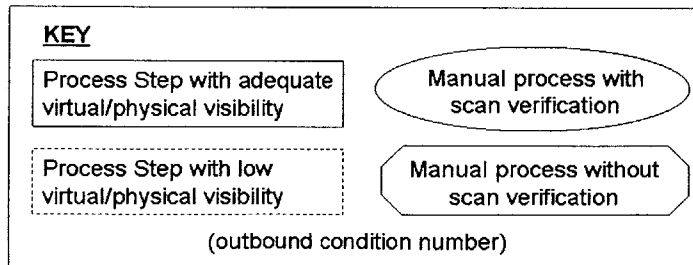 KEY
Process Step with adequate
virtual/physical visibility
Manual process with
scan verification
Process Step with low
virtual/physical visibility
Manual process without
scan verification
(outbound condition number)